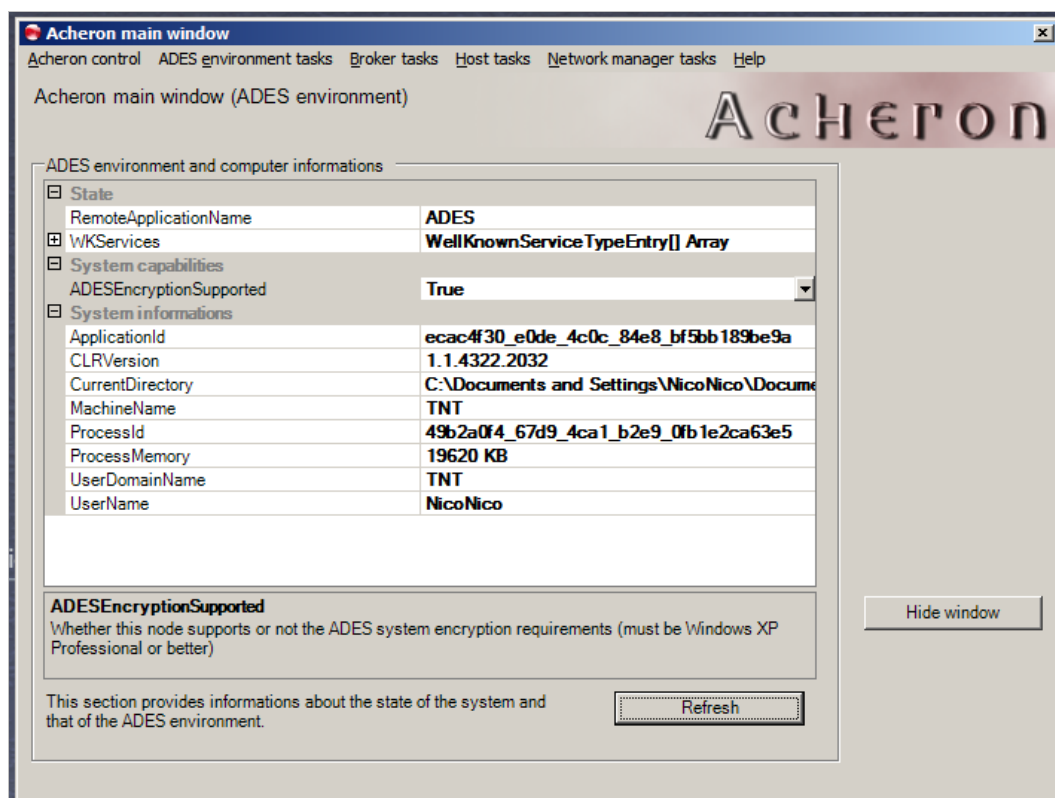 Acheron main window
Acheron control ADES environment tasks Broker tasks Host tasks Network manager tasks Help
Acheron main window (ADES environment)
Acheron
ADES environment and computer informations
State
RemoteApplicationName ADES
WKServices WellKnownServiceTypeEntry[] Array
System capabilities
ADESEncryptionSupported True
System informations
ApplicationId ecac4f30_e0de_4c0c_84e8_bf5bb189be9a
CLRVersion 1.1.4322.2032
CurrentDirectory C:\Documents and Settings\NicoNico\Docume
MachineName TNT
ProcessId 49b2a0f4_67d9_4ca1_b2e9_0fb1e2ca63e5
ProcessMemory 19620 KB
UserDomainName TNT
UserName NicoNico
ADESEncryptionSupported
Whether this node supports or not the ADES system encryption requirements (must be Windows XP
Professional or better)
Hide window
This section provides informations about the state of the system and
that of the ADES environment.
Refresh